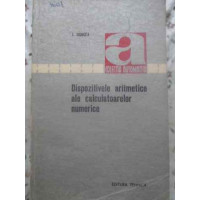 a
Dispozitivele aritmetice
ale calculatoarelor
numerice
EDITURA TEHNICĂ